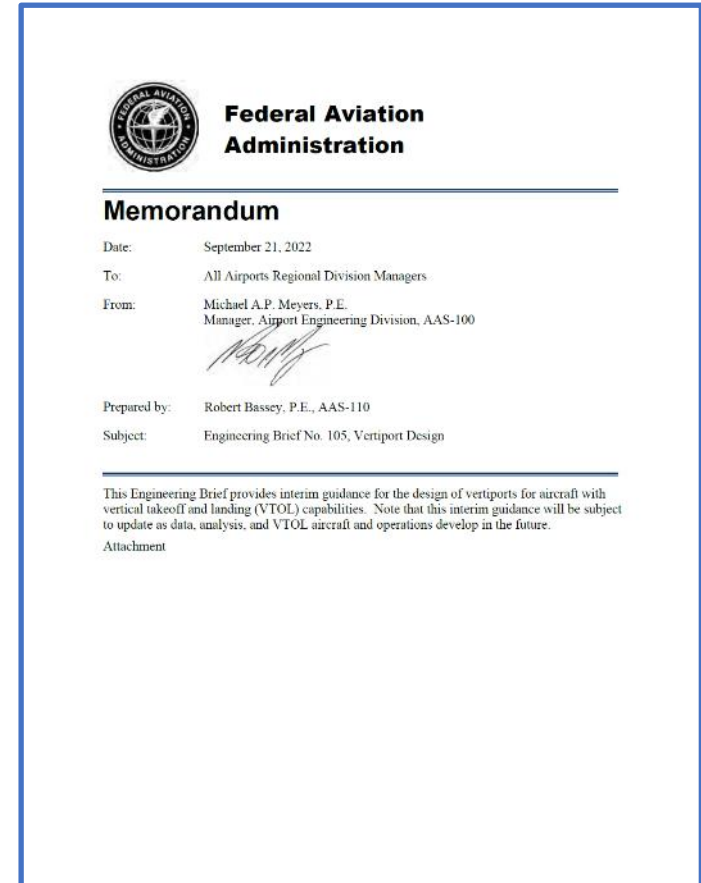 FEDERAL AVIATION
ADMINISTRATION
Federal Aviation
Administration
Memorandum
Date: September 21, 2022
To: All Airports Regional Division Managers
From: Michael A.P. Meyers, P.E.
Manager, Airport Engineering Division, AAS-100
Prepared by: Robert Bassey, P.E., AAS-110
Subject: Engineering Brief No. 105, Vertiport Design
This Engineering Brief provides interim guidance for the design of vertiports for aircraft with
vertical takeoff and landing (VTOL) capabilities. Note that this interim guidance will be subject
to update as data, analysis, and VTOL aircraft and operations develop in the future.
Attachment